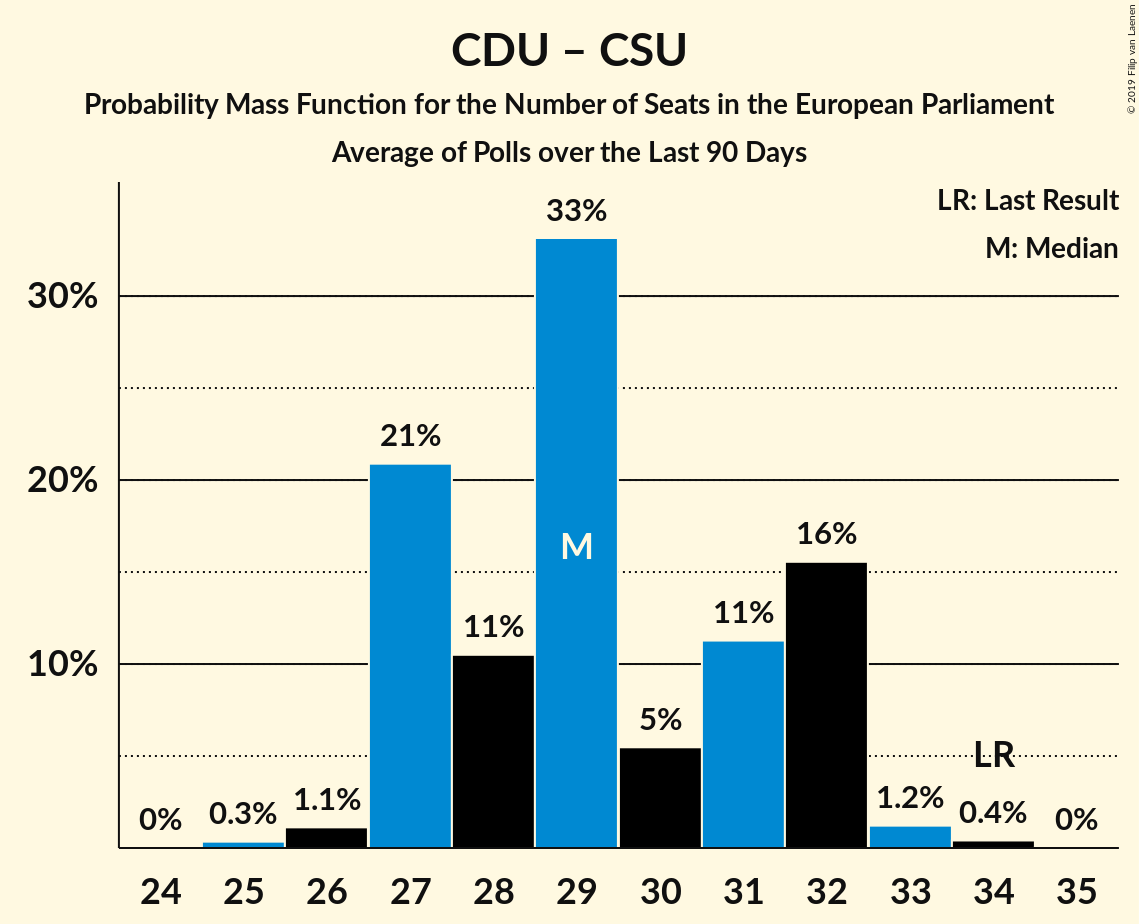 CDU – CSU
Probability Mass Function for the Number of Seats in the European Parliament
Average of Polls over the Last 90 Days
© 2019 Filip van Laenen
LR: Last Result
M: Median
30%
20%
10%
0%
0.3%
1.1%
21%
11%
33%
M
5%
11%
16%
1.2%
LR
0.4%
0%
24 25 26 27 28 29 30 31 32 33 34 35